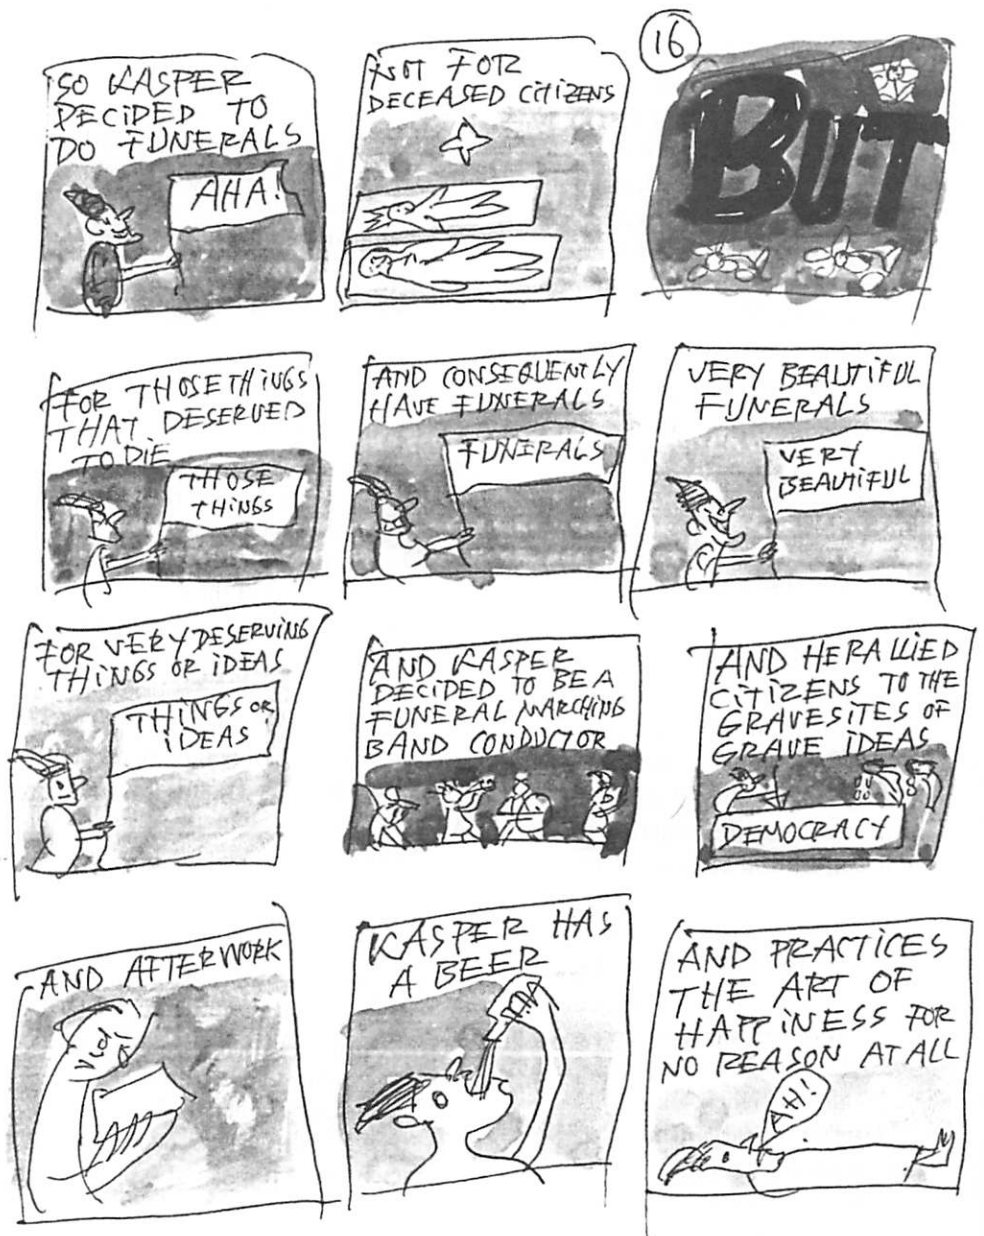 SO KASPER
DECIDED TO
DO FUNERALS
AHA!
NOT FOR
DECEASED CITIZENS
16
BUT
FOR THOSE THINGS
THAT DESERVED
TO DIE
THOSE
THINGS
AND CONSEQUENTLY
HAVE FUNERALS
FUNERALS
VERY BEAUTIFUL
FUNERALS
VERY
BEAUTIFUL
FOR VERY DESERVING
THINGS OR IDEAS
THINGS OR
IDEAS
AND KASPER
DECIDED TO BE A
FUNERAL MARCHING
BAND CONDUCTOR
AND HE RALLIED
CITIZENS TO THE
GRAVESITES OF
GRAVE IDEAS
DEMOCRACY
AND AFTER WORK
KASPER HAS
A BEER
AND PRACTICES
THE ART OF
HAPPINESS FOR
NO REASON AT ALL
AH!